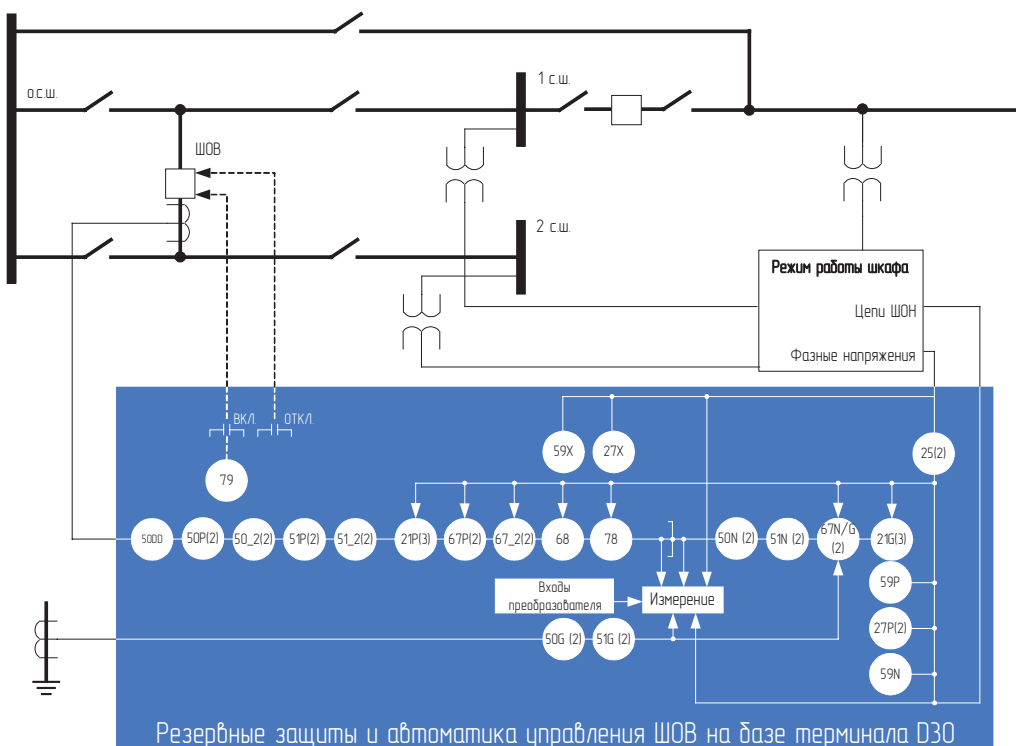 1 с.ш.
о.с.ш.
ШОВ
2 с.ш.
Режим работы шкафа
Цепи ШОН
Фазные напряжения
ВКЛ.
ОТКЛ.
59X
27X
25(2)
79
50DD
50P(2)
50_2(2)
51P(2)
51_2(2)
21P(3)
67P(2)
67_2(2)
68
78
50N (2)
51N (2)
67N/G
(2)
21G(3)
59P
Входы
преобразователя
Измерение
27P(2)
50G (2)
51G (2)
59N
Резервные защиты и автоматика управления ШОВ на базе терминала D30